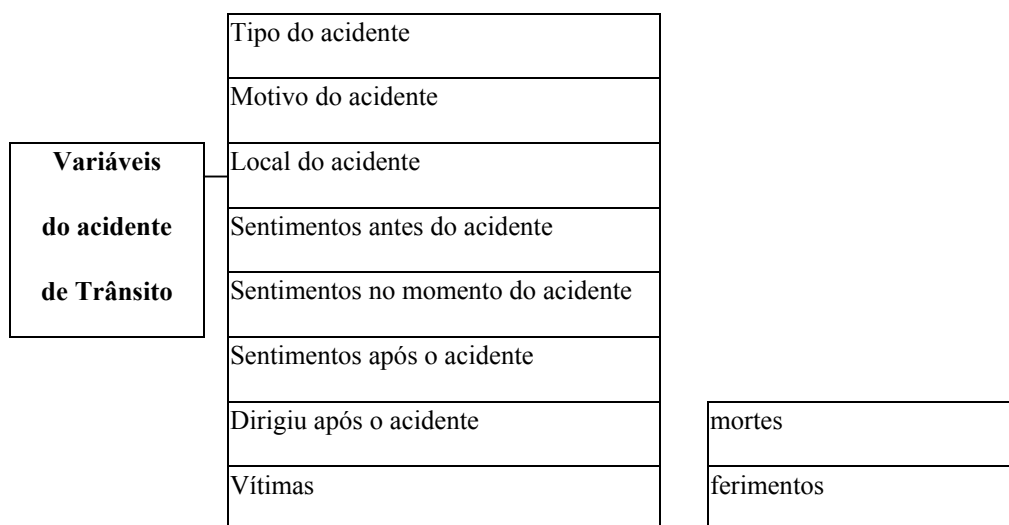 Tipo do acidente
Motivo do acidente
Variáveis
do acidente
de Trânsito
Local do acidente
Sentimentos antes do acidente
Sentimentos no momento do acidente
Sentimentos após o acidente
Dirigiu após o acidente
mortes
Vítimas
ferimentos